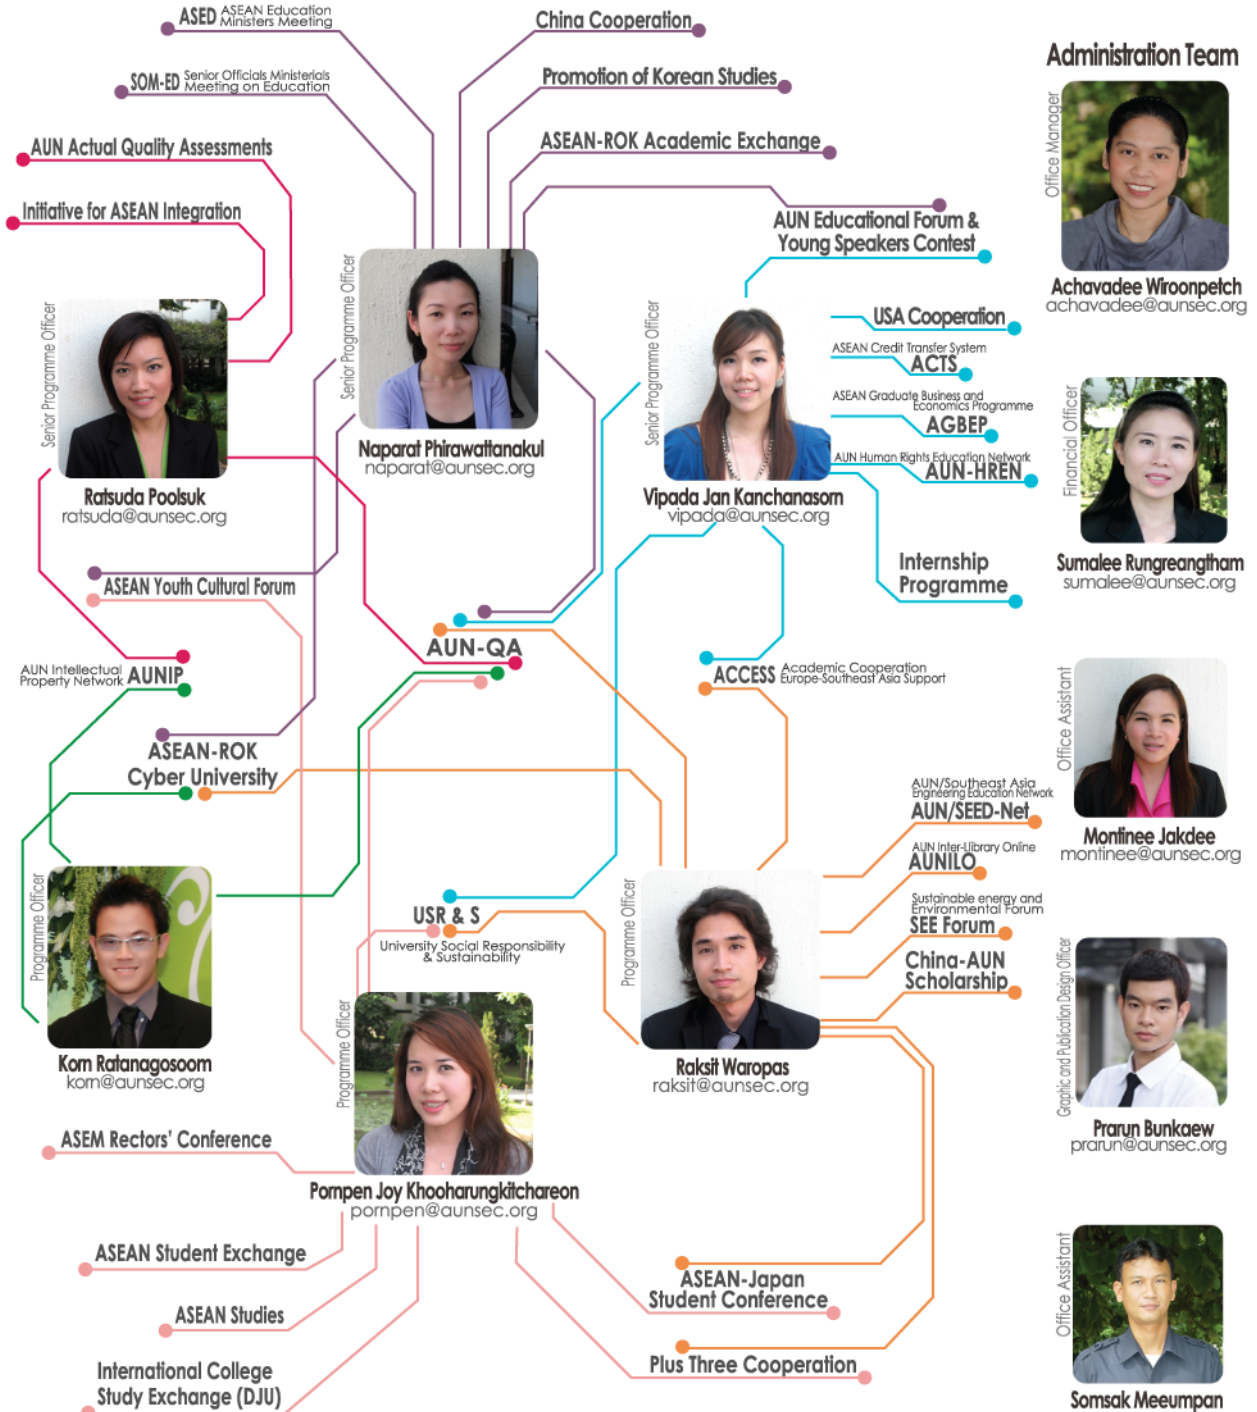 ASED ASEAN Education
Ministers Meeting
China Cooperation
SOM-ED Senior Officials Ministerials
Meeting on Education
Promotion of Korean Studies
AUN Actual Quality Assessments
ASEAN-ROK Academic Exchange
Initiative for ASEAN Integration
AUN Educational Forum &
Young Speakers Contest
Administration Team
Office Manager
Achavadee Wiroonpetch
achavadee@aunsec.org
Senior Programme Officer
Ratsuda Poolsuk
ratsuda@aunsec.org
Senior Programme Officer
Naparat Phirawattanakul
naparat@aunsec.org
Senior Programme Officer
Vipada Jan Kanchanasorn
vipada@aunsec.org
USA Cooperation
ASEAN Credit Transfer System
ACTS
ASEAN Graduate Business and
Economics Programme
AGBEP
AUN Human Rights Education Network
AUN-HREN
Internship
Programme
Financial Officer
Sumalee Rungreangtham
sumalee@aunsec.org
ASEAN Youth Cultural Forum
AUN-QA
AUN Intellectual
Property Network AUNIP
ACCESS Academic Cooperation
Europe-Southeast Asia Support
ASEAN-ROK
Cyber University
Office Assistant
Montinee Jakdee
montinee@aunsec.org
AUN/Southeast Asia
Engineering Education Network
AUN/SEED-Net
AUN Inter-Llibrary Online
AUNILO
Sustainable energy and
Environmental Forum
SEE Forum
China-AUN
Scholarship
Programme Officer
Korn Ratanagosoom
korn@aunsec.org
USR & S
University Social Responsibility
& Sustainability
Programme Officer
Raksit Waropas
raksit@aunsec.org
Programme Officer
Pornpen Joy Khooharungkitchareon
pornpen@aunsec.org
Graphic and Publication Design Officer
Prarun Bunkaew
prarun@aunsec.org
ASEM Rectors' Conference
ASEAN Student Exchange
ASEAN Studies
International College
Study Exchange (DJU)
ASEAN-Japan
Student Conference
Plus Three Cooperation
Office Assistant
Somsak Meeumpan